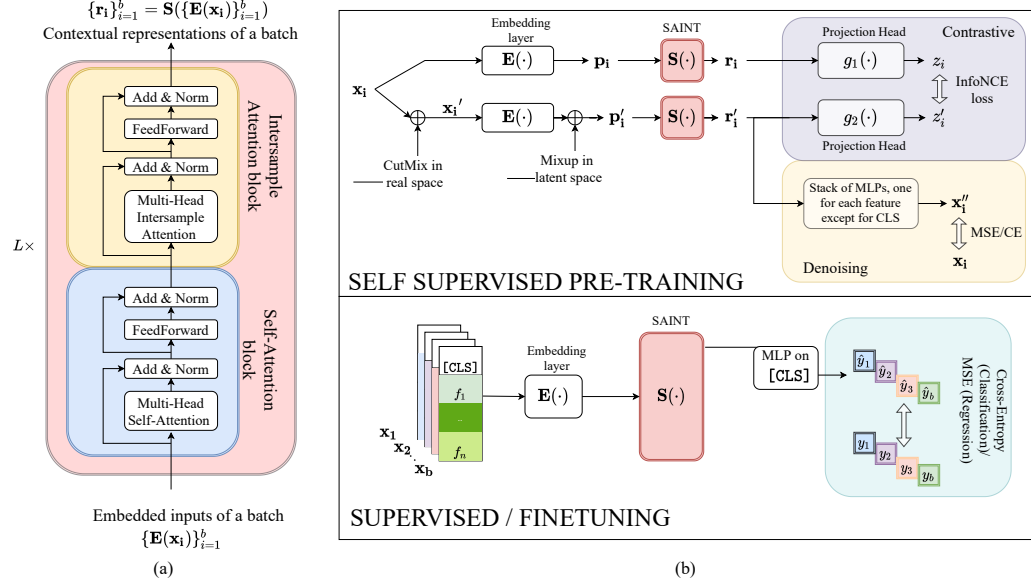 {r_i}^b_{i=1} = S({E(x_i)}^b_{i=1})
Contextual representations of a batch
Add & Norm
FeedForward
Add & Norm
Multi-Head
Intersample
Attention
Intersample
Attention block
L×
Add & Norm
FeedForward
Add & Norm
Multi-Head
Self-Attention
Self-Attention
block
Embedded inputs of a batch
{E(x_i)}^b_{i=1}
(a)
Embedding
layer
SAINT
Projection Head
Contrastive
x_i
E(·)
p_i
S(·)
r_i
g_1(·)
z_i
InfoNCE
loss
x_i'
E(·)
p_i'
S(·)
r_i'
g_2(·)
z_i'
Projection Head
CutMix in
real space
Mixup in
latent space
Stack of MLPs, one
for each feature
except for CLS
x_i''
MSE/CE
x_i
Denoising
SELF SUPERVISED PRE-TRAINING
SAINT
[CLS]
f_1
..
f_n
x_1
x_2
⋱
x_b
Embedding
layer
E(·)
S(·)
MLP on
[CLS]
ŷ_1
ŷ_2
ŷ_3
ŷ_b
y_1
y_2
y_3
y_b
Cross-Entropy
(Classification)/
MSE (Regression)
SUPERVISED / FINETUNING
(b)